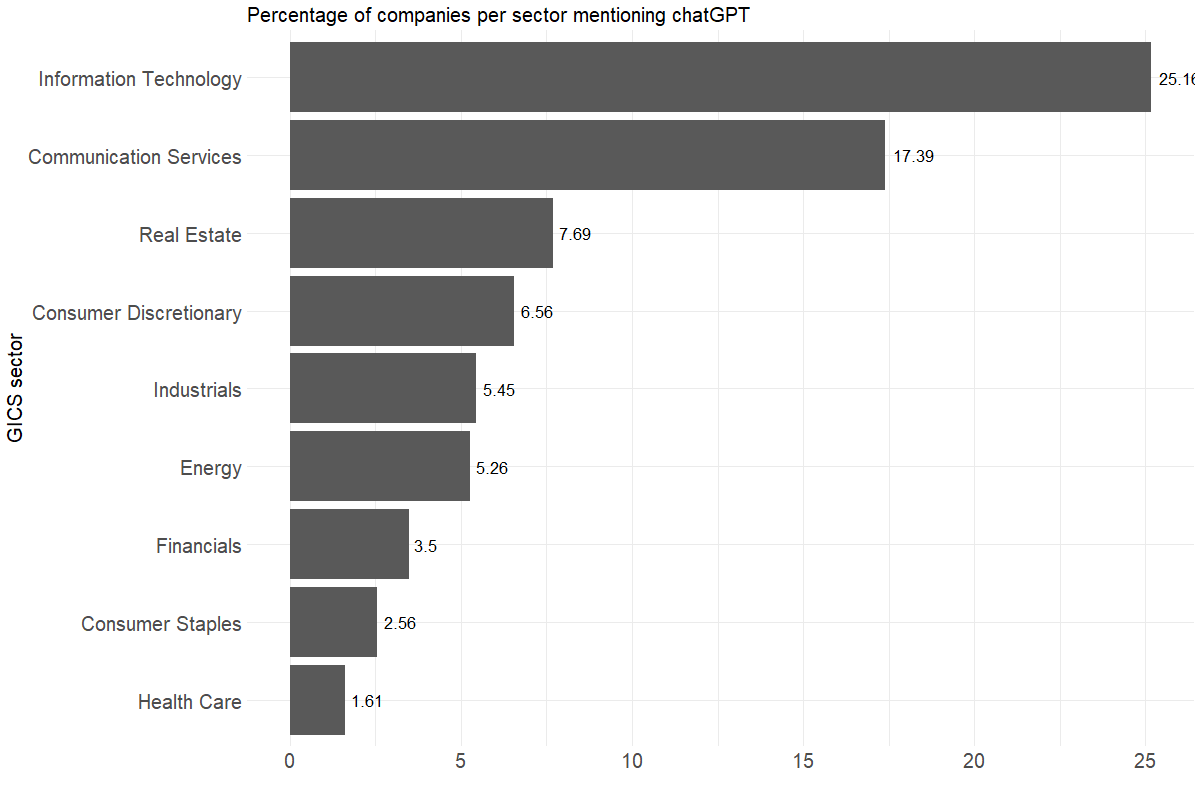 Percentage of companies per sector mentioning chatGPT
Information Technology 25.16
Communication Services 17.39
Real Estate 7.69
Consumer Discretionary 6.56
Industrials 5.45
Energy 5.26
Financials 3.5
Consumer Staples 2.56
Health Care 1.61
GICS sector
0 5 10 15 20 25